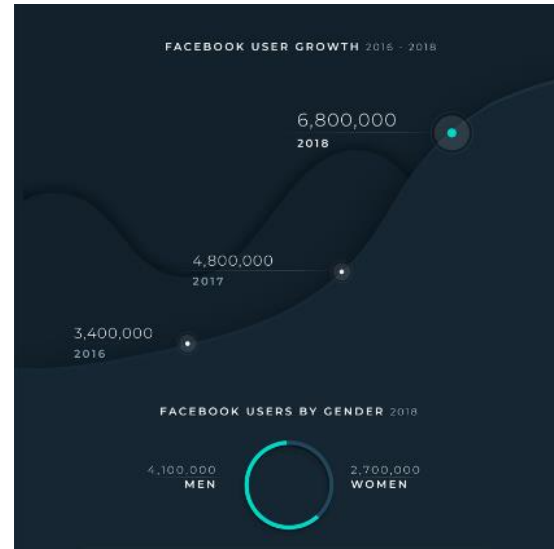 FACEBOOK USER GROWTH 2016 - 2018
6,800,000
2018
4,800,000
2017
3,400,000
2016
FACEBOOK USERS BY GENDER 2018
4,100,000
MEN
2,700,000
WOMEN